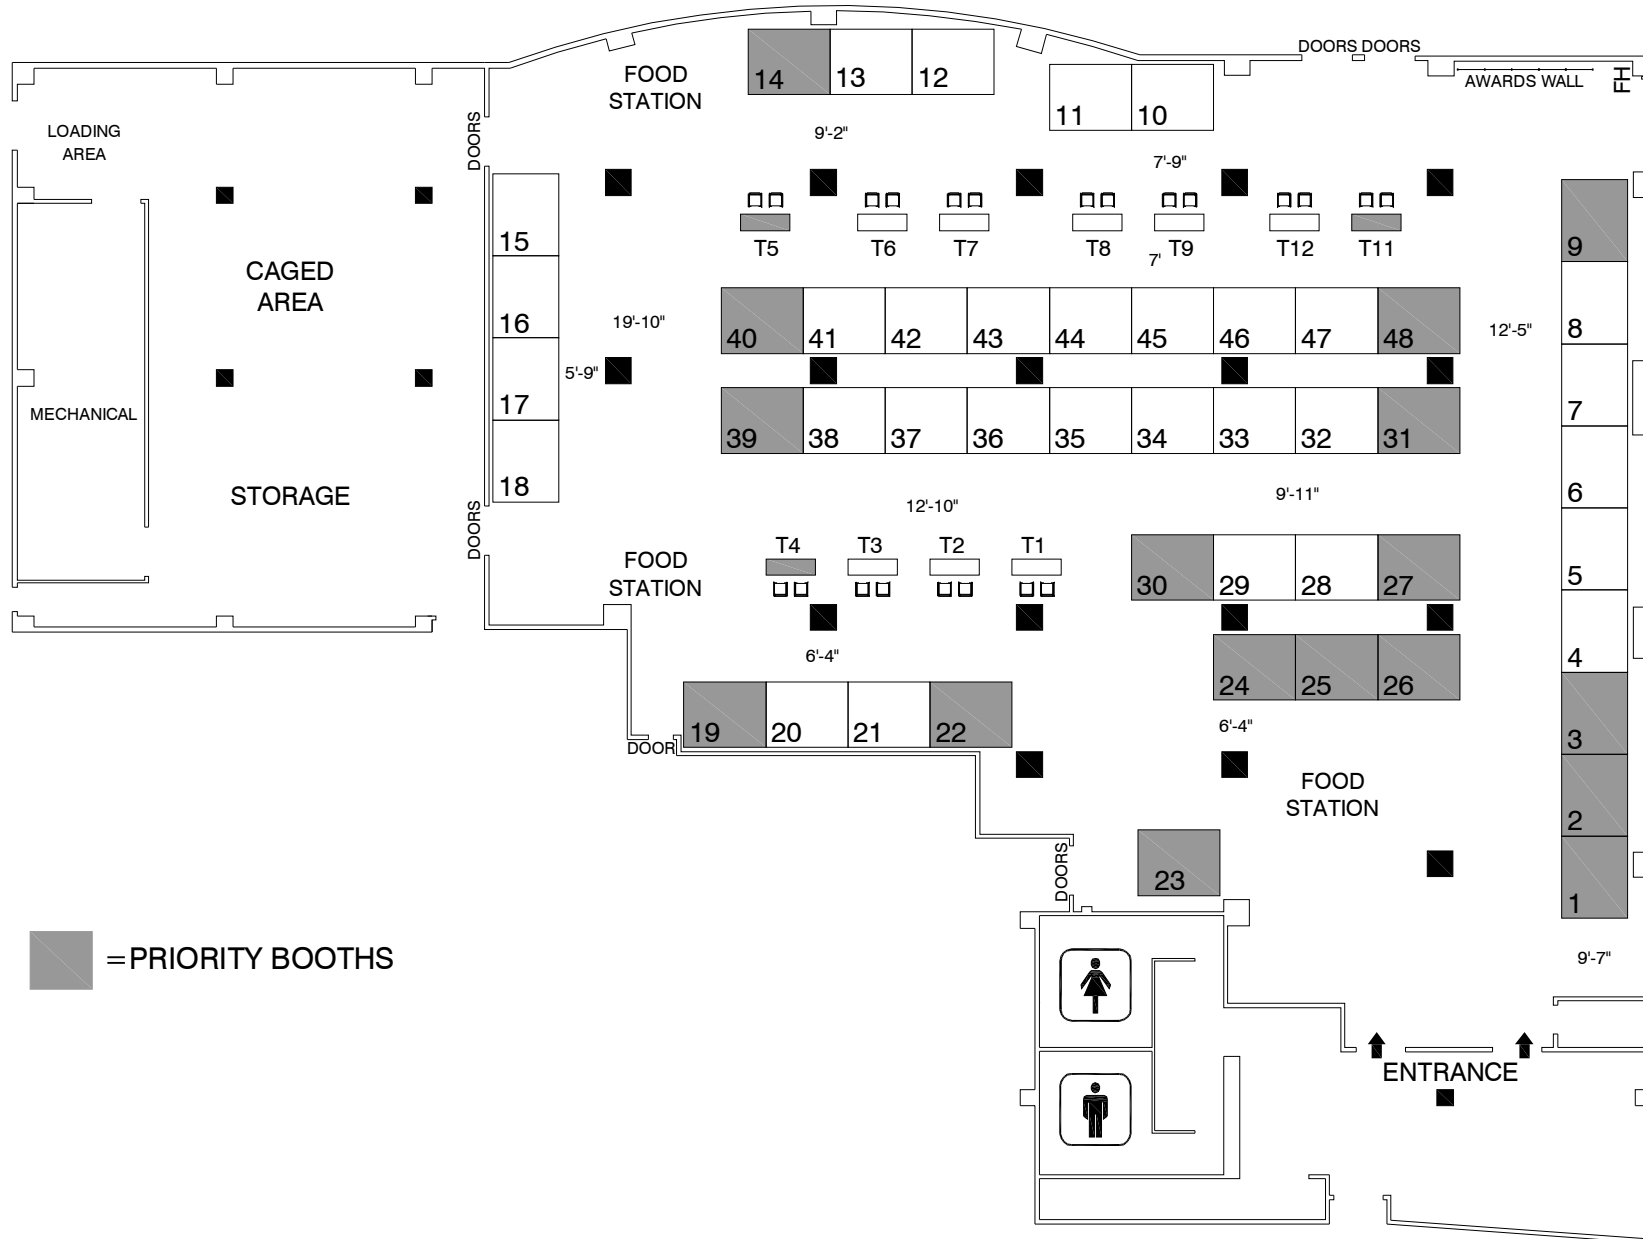 DOORS DOORS
AWARDS WALL
FH
FOOD
STATION
14
13
12
11
10
LOADING
AREA
DOORS
9'-2"
7'-9"
15
16
17
18
CAGED
AREA
T5
T6
T7
T8
T9
T12
T11
7'
9
8
7
6
5
4
3
2
1
19'-10"
40
41
42
43
44
45
46
47
48
12'-5"
5'-9"
MECHANICAL
39
38
37
36
35
34
33
32
31
STORAGE
12'-10"
9'-11"
DOORS
FOOD
STATION
T4
T3
T2
T1
30
29
28
27
6'-4"
24
25
26
19
20
21
22
6'-4"
DOOR
FOOD
STATION
DOORS
23
=PRIORITY BOOTHS
9'-7"
ENTRANCE